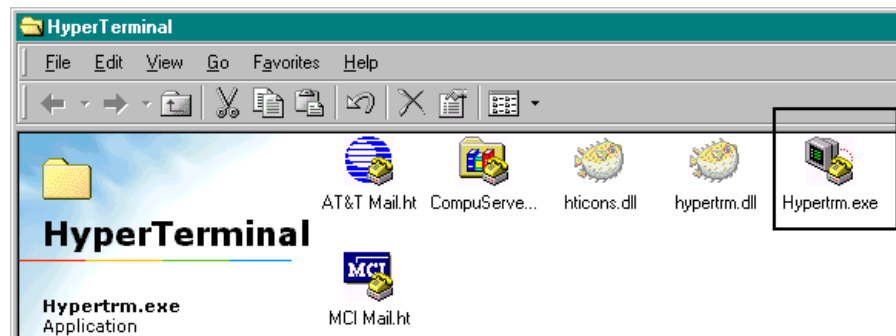 HyperTerminal
File Edit View Go Favorites Help
AT&T Mail.ht CompuServe... hticons.dll hypertrm.dll Hypertrm.exe
HyperTerminal
MCI
Hypertrm.exe
Application
MCI Mail.ht